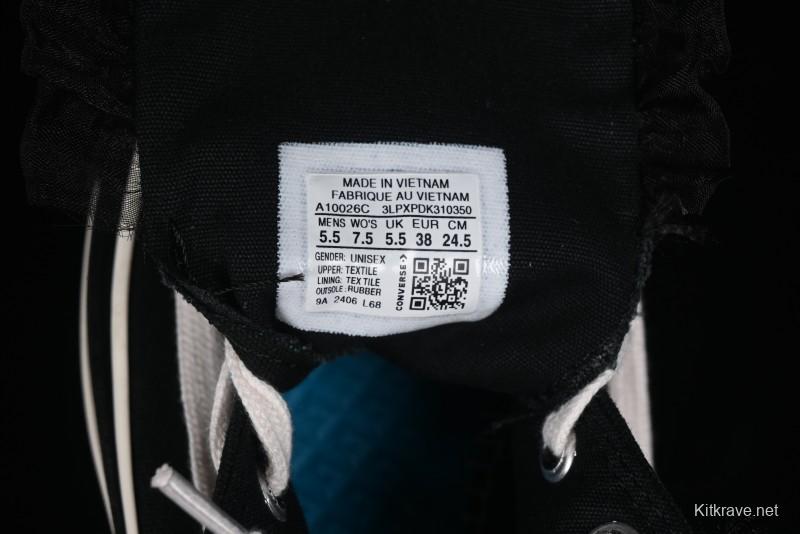 MADE IN VIETNAM
FABRIQUE AU VIETNAM
A10026C 3LPXPDK310350
MENS WO'S UK EUR CM
5.5 7.5 5.5 38 24.5
GENDER: UNISEX
UPPER: TEXTILE
LINING: TEXTILE
OUTSOLE: RUBBER
9A 2406 L68
CONVERSE
Kitkrave.net